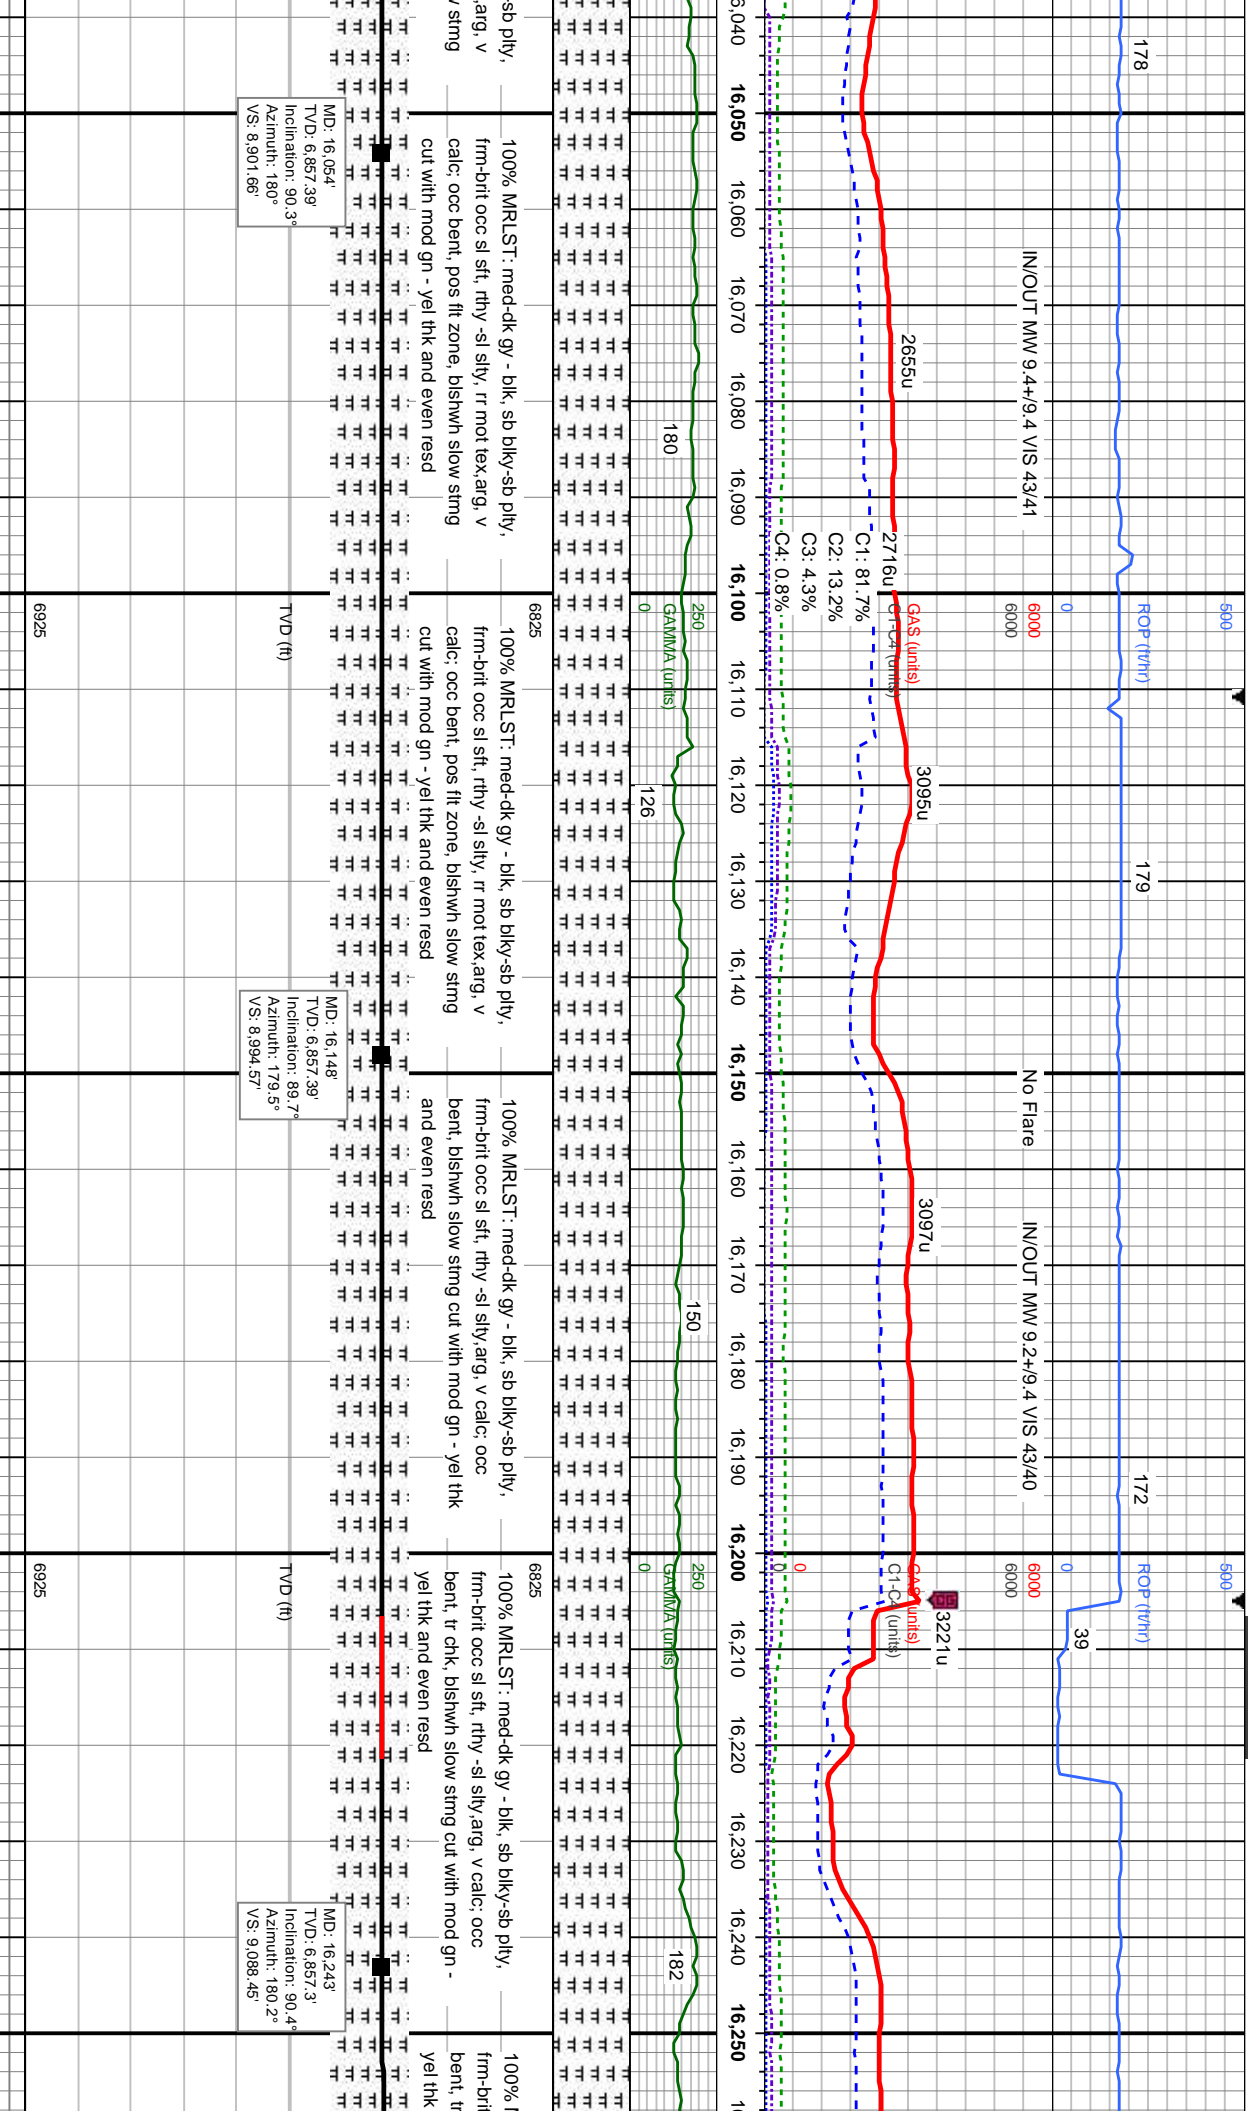 178
179
172
39
500
ROP (ft/hr)
0
500
ROP (ft/hr)
0
IN/OUT MW 9.4+/9.4 VIS 43/41
No Flare
IN/OUT MW 9.2+/9.4 VIS 43/40
6000
6000
GAS (units)
C1-C4 (units)
6000
6000
GAS (units)
C1-C4 (units)
0
0
2655u
2716u
C1: 81.7%
C2: 13.2%
C3: 4.3%
C4: 0.8%
3095u
3097u
3221u
6,040
16,050
16,060
16,070
16,080
16,090
16,100
16,110
16,120
16,130
16,140
16,150
16,160
16,170
16,180
16,190
16,200
16,210
16,220
16,230
16,240
16,250
180
126
150
182
250
GAMMA (units)
0
250
GAMMA (units)
0
6825
TVD (ft)
6925
6825
TVD (ft)
6925
-sb plty,
,arg, v
v stmg
100% MRLST: med-dk gy - blk, sb blky-sb plty,
frm-brit occ sl sft, rthy -sl slty, rr mot tex,arg, v
calc; occ bent, pos flt zone, blshwh slow stmg
cut with mod gn - yel thk and even resd
100% MRLST: med-dk gy - blk, sb blky-sb plty,
frm-brit occ sl sft, rthy -sl slty, rr mot tex,arg, v
calc; occ bent, pos flt zone, blshwh slow stmg
cut with mod gn - yel thk and even resd
100% MRLST: med-dk gy - blk, sb blky-sb plty,
frm-brit occ sl sft, rthy -sl slty,arg, v calc; occ
bent, blshwh slow stmg cut with mod gn - yel thk
and even resd
100% MRLST: med-dk gy - blk, sb blky-sb plty,
frm-brit occ sl sft, rthy -sl slty,arg, v calc; occ
bent, tr chk, blshwh slow stmg cut with mod gn -
yel thk and even resd
100%
frm-brit
bent, tr
yel thk
MD: 16,054'
TVD: 6,857.39'
Inclination: 90.3°
Azimuth: 180°
VS: 8,901.66'
MD: 16,148'
TVD: 6,857.39'
Inclination: 89.7°
Azimuth: 179.5°
VS: 8,994.57'
MD: 16,243'
TVD: 6,857.3'
Inclination: 90.4°
Azimuth: 180.2°
VS: 9,088.45'